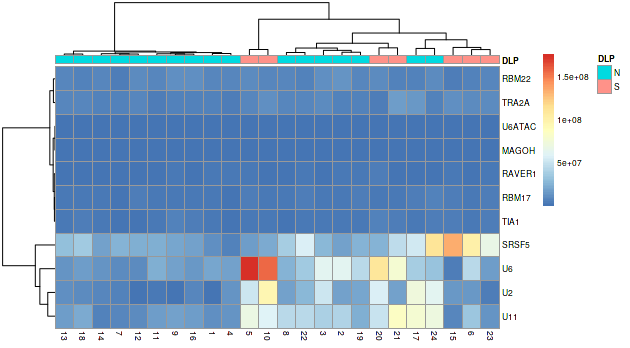 DLP
RBM22
TRA2A
U6ATAC
MAGOH
RAVER1
RBM17
TIA1
SRSF5
U6
U2
U11
13 18 14 7 12 11 9 16 1 4 5 10 8 22 3 2 19 20 21 17 24 15 6 23
1.5e+08
1e+08
5e+07
DLP
N
S